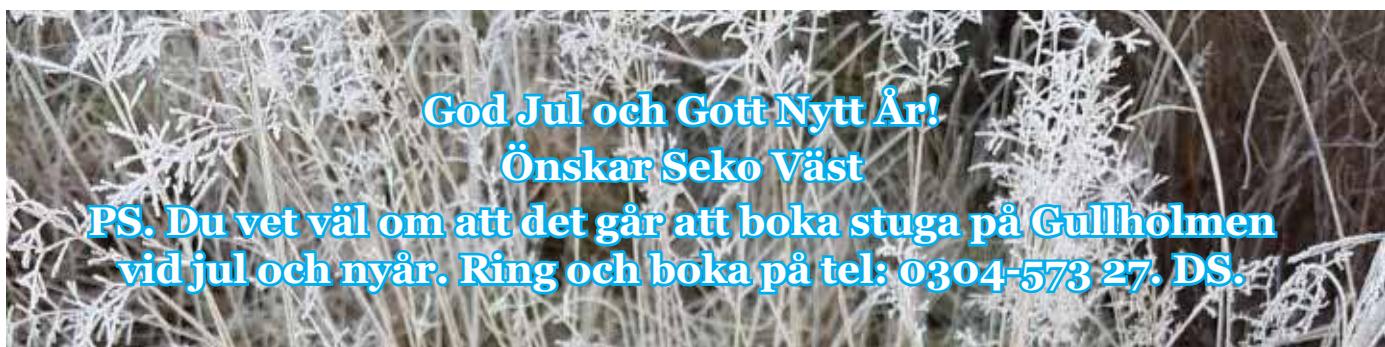 God Jul och Gott Nytt År!
Önskar Seko Väst
PS. Du vet väl om att det går att boka stuga på Gullholmen
vid jul och nyår. Ring och boka på tel: 0304-573 27. DS.